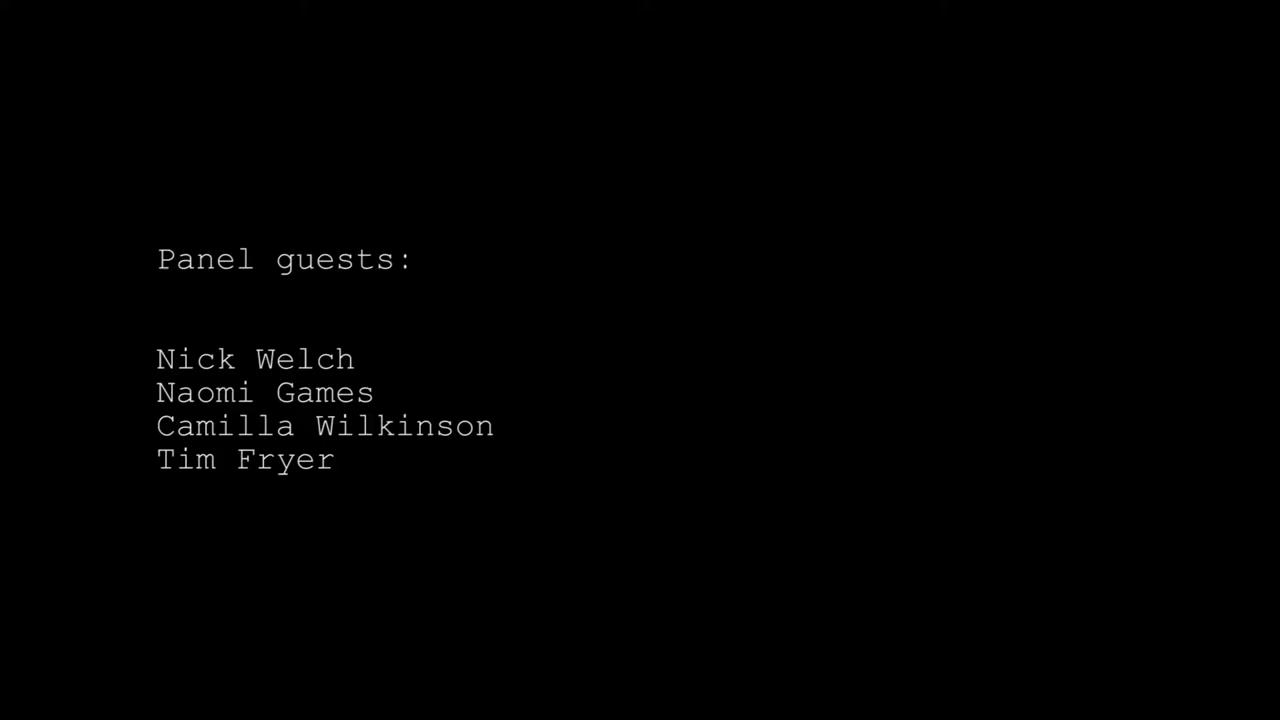 Panel guests:
Nick Welch
Naomi Games
Camilla Wilkinson
Tim Fryer